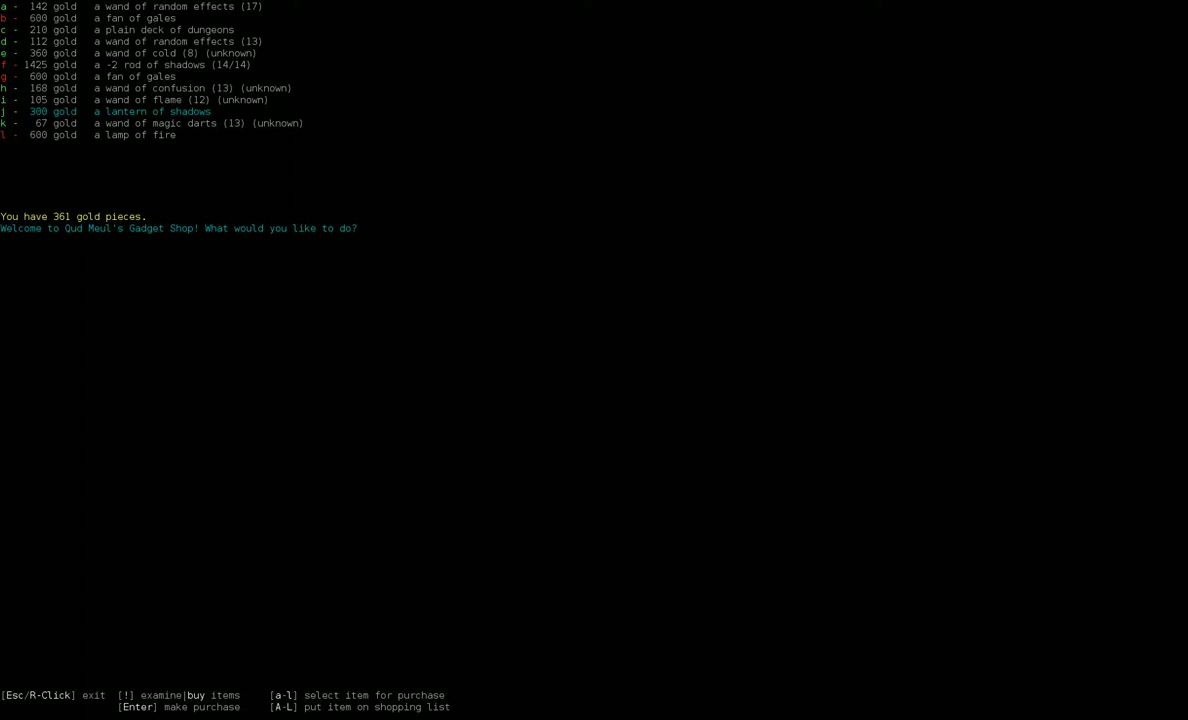 a -  142 gold   a wand of random effects (17)
b -  600 gold   a fan of gales
c -  210 gold   a plain deck of dungeons
d -  112 gold   a wand of random effects (13)
e -  360 gold   a wand of cold (8) (unknown)
f - 1425 gold   a -2 rod of shadows (14/14)
g -  600 gold   a fan of gales
h -  168 gold   a wand of confusion (13) (unknown)
i -  105 gold   a wand of flame (12) (unknown)
j -  300 gold   a lantern of shadows
k -   67 gold   a wand of magic darts (13) (unknown)
l -  600 gold   a lamp of fire
You have 361 gold pieces.
Welcome to Qud Meul's Gadget Shop! What would you like to do?
[Esc/R-Click] exit  [!] examine|buy items     [a-l] select item for purchase
[Enter] make purchase     [A-L] put item on shopping list